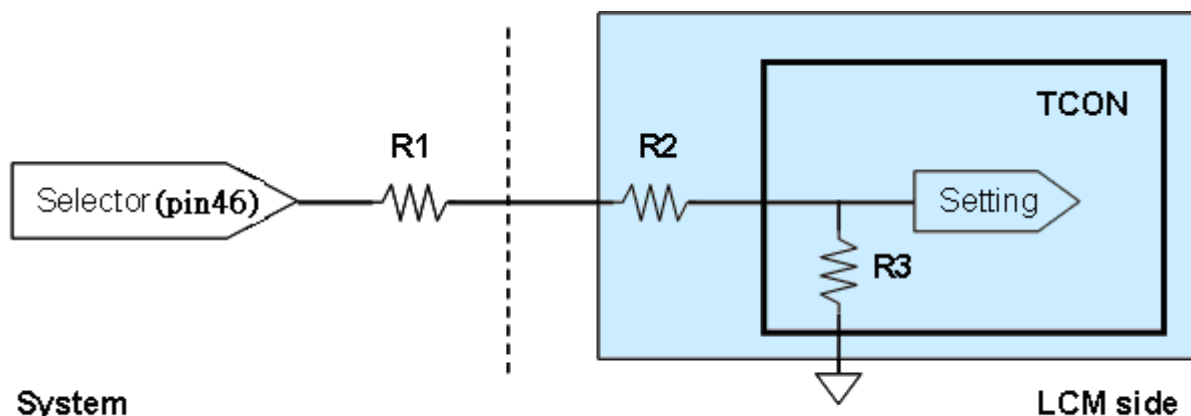 TCON
R1
R2
Selector(pin46)
Setting
R3
System
LCM side